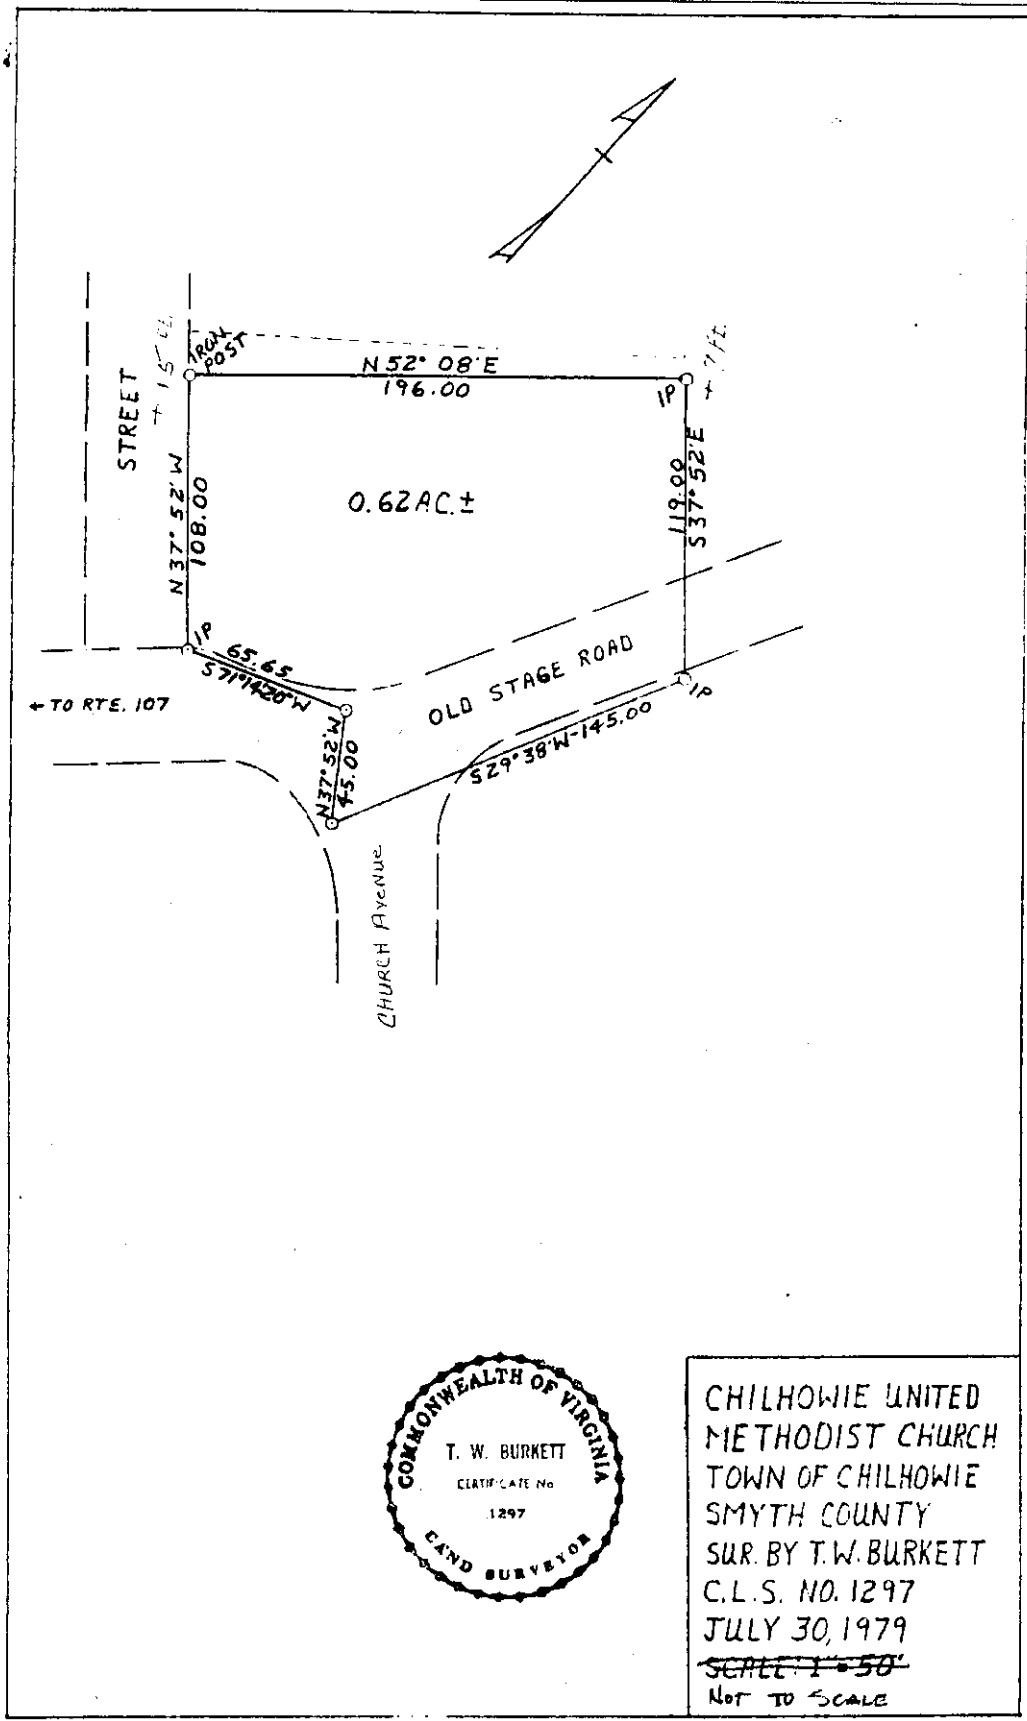 + 15
IRON
POST
N 52° 08' E
196.00
IP
+ 7 ft.
STREET
N 37° 52' W
108.00
0.62 AC. ±
119.00
S 37° 52' E
IP
65.65
S 71° 14' 20" W
← TO RTE. 107
OLD STAGE ROAD
IP
N 37° 52' W
45.00
S 29° 38' W - 145.00
CHURCH AVENUE
COMMONWEALTH OF VIRGINIA
T. W. BURKETT
CERTIFICATE No
1297
LAND SURVEYOR
CHILHOWIE UNITED
METHODIST CHURCH
TOWN OF CHILHOWIE
SMYTH COUNTY
SUR. BY T. W. BURKETT
C.L.S. NO. 1297
JULY 30, 1979
SCALE: 1" = 50'
NOT TO SCALE